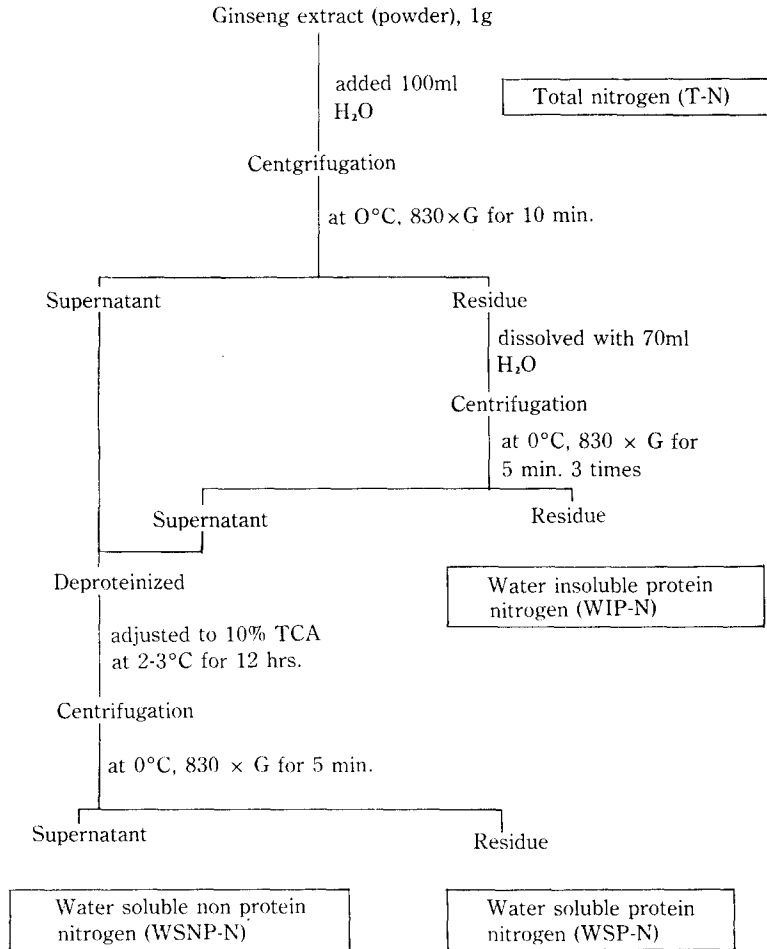 Ginseng extract (powder), 1g
added 100ml
H₂O
Total nitrogen (T-N)
Centgrifugation
at O°C, 830×G for 10 min.
Supernatant
Residue
dissolved with 70ml
H₂O
Centrifugation
at 0°C, 830 × G for
5 min. 3 times
Supernatant
Residue
Deproteinized
Water insoluble protein
nitrogen (WIP-N)
adjusted to 10% TCA
at 2-3°C for 12 hrs.
Centrifugation
at 0°C, 830 × G for 5 min.
Supernatant
Residue
Water soluble non protein
nitrogen (WSNP-N)
Water soluble protein
nitrogen (WSP-N)